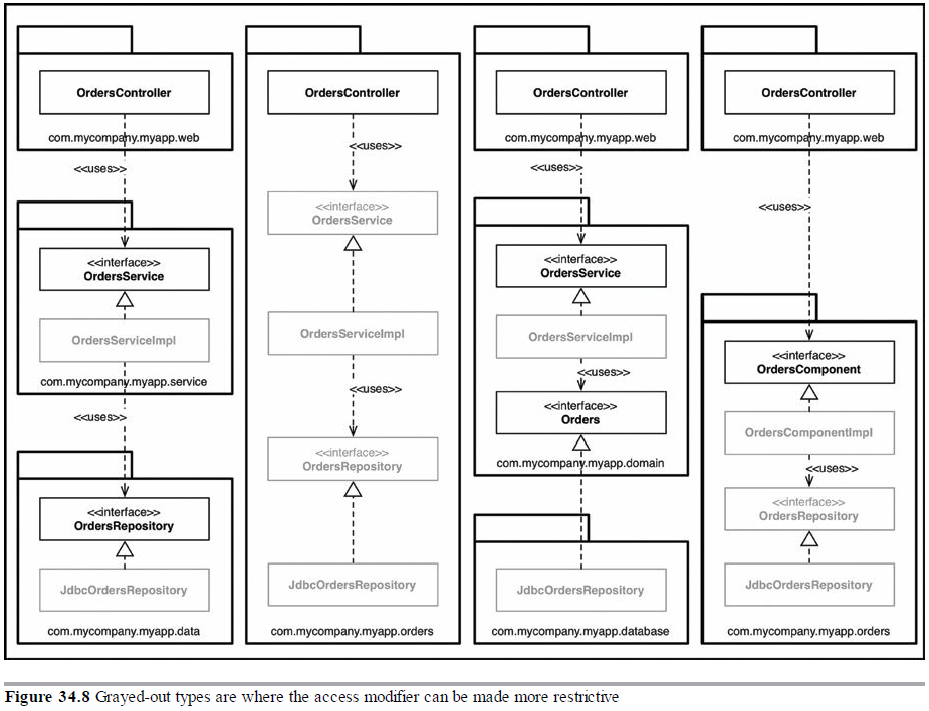 OrdersController
com.mycompany.myapp.web
<<uses>>
<<interface>>
OrdersService
OrdersServiceImpl
com.mycompany.myapp.service
<<uses>>
<<interface>>
OrdersRepository
JdbcOrdersRepository
com.mycompany.myapp.data
OrdersController
<<uses>>
<<interface>>
OrdersService
OrdersServiceImpl
<<uses>>
<<interface>>
OrdersRepository
JdbcOrdersRepository
com.mycompany.myapp.orders
OrdersController
com.mycompany.myapp.web
<<uses>>
<<interface>>
OrdersService
OrdersServiceImpl
<<uses>>
<<interface>>
Orders
com.mycompany.myapp.domain
JdbcOrdersRepository
com.mycompany.myapp.database
OrdersController
com.mycompany.myapp.web
<<uses>>
<<interface>>
OrdersComponent
OrdersComponentImpl
<<uses>>
<<interface>>
OrdersRepository
JdbcOrdersRepository
com.mycompany.myapp.orders
Figure 34.8 Grayed-out types are where the access modifier can be made more restrictive